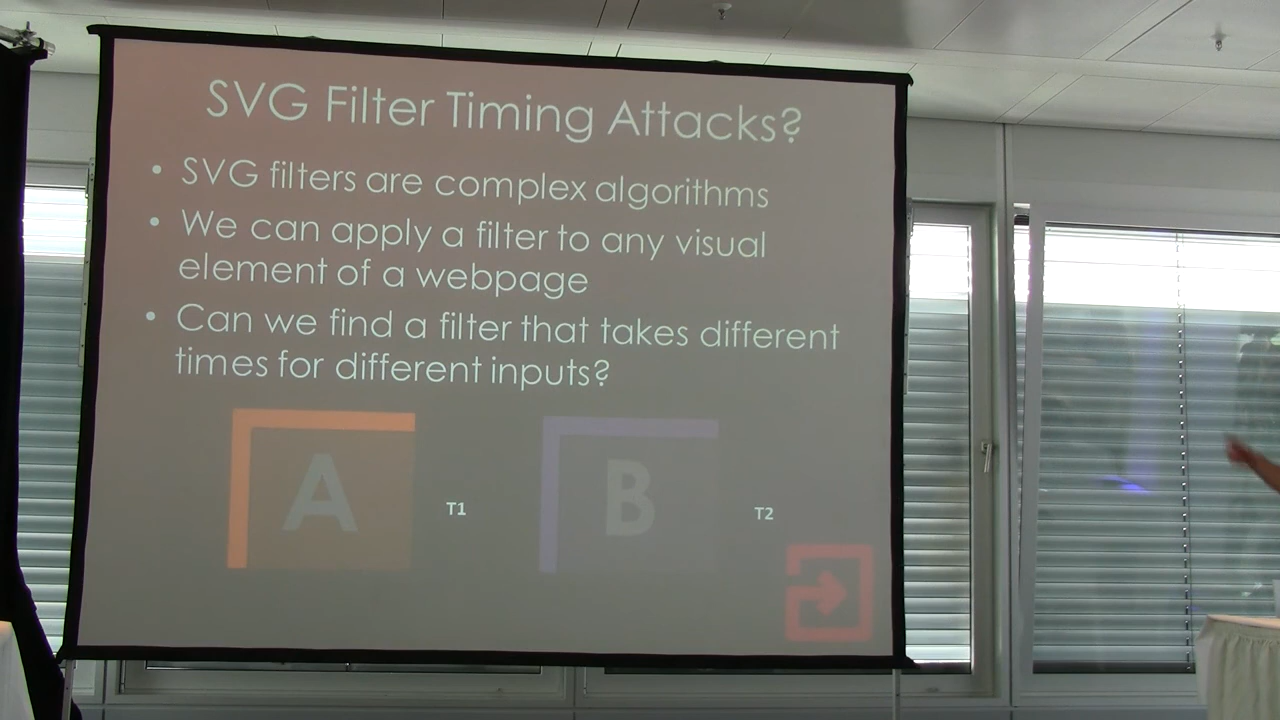 SVG Filter Timing Attacks?
• SVG filters are complex algorithms
• We can apply a filter to any visual
element of a webpage
• Can we find a filter that takes different
times for different inputs?
A T1 B T2